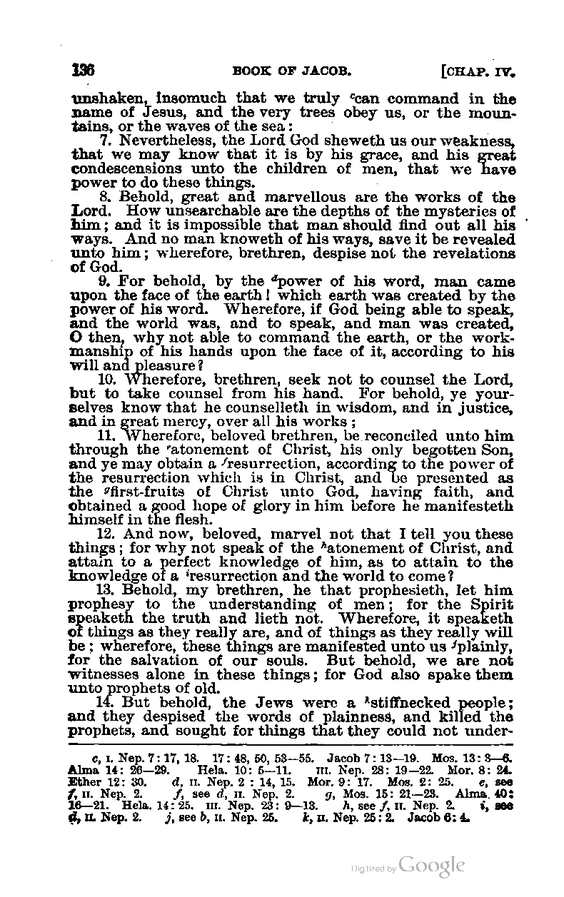 136 BOOK OF JACOB. [CHAP. IV.
unshaken, insomuch that we truly ᶜcan command in the
name of Jesus, and the very trees obey us, or the moun-
tains, or the waves of the sea:
7. Nevertheless, the Lord God sheweth us our weakness,
that we may know that it is by his grace, and his great
condescensions unto the children of men, that we have
power to do these things.
8. Behold, great and marvellous are the works of the
Lord. How unsearchable are the depths of the mysteries of
him; and it is impossible that man should find out all his
ways. And no man knoweth of his ways, save it be revealed
unto him; wherefore, brethren, despise not the revelations
of God.
9. For behold, by the ᵈpower of his word, man came
upon the face of the earth! which earth was created by the
power of his word. Wherefore, if God being able to speak,
and the world was, and to speak, and man was created,
O then, why not able to command the earth, or the work-
manship of his hands upon the face of it, according to his
will and pleasure?
10. Wherefore, brethren, seek not to counsel the Lord,
but to take counsel from his hand. For behold, ye your-
selves know that he counselleth in wisdom, and in justice,
and in great mercy, over all his works;
11. Wherefore, beloved brethren, be reconciled unto him
through the ᵉatonement of Christ, his only begotten Son,
and ye may obtain a ᶠresurrection, according to the power of
the resurrection which is in Christ, and be presented as
the ᵍfirst-fruits of Christ unto God, having faith, and
obtained a good hope of glory in him before he manifesteth
himself in the flesh.
12. And now, beloved, marvel not that I tell you these
things; for why not speak of the ʰatonement of Christ, and
attain to a perfect knowledge of him, as to attain to the
knowledge of a ⁱresurrection and the world to come?
13. Behold, my brethren, he that prophesieth, let him
prophesy to the understanding of men; for the Spirit
speaketh the truth and lieth not. Wherefore, it speaketh
of things as they really are, and of things as they really will
be; wherefore, these things are manifested unto us ʲplainly,
for the salvation of our souls. But behold, we are not
witnesses alone in these things; for God also spake them
unto prophets of old.
14. But behold, the Jews were a ᵏstiffnecked people;
and they despised the words of plainness, and killed the
prophets, and sought for things that they could not under-
c, I. Nep. 7: 17, 18. 17: 48, 50, 53—55. Jacob 7: 13—19. Mos. 13: 3—6.
Alma 14: 26—29. Hela. 10: 5—11. III. Nep. 28: 19—22. Mor. 8: 24.
Ether 12: 30. d, II. Nep. 2: 14, 15. Mor. 9: 17. Mos. 2: 25. e, see
f, II. Nep. 2. f, see d, II. Nep. 2. g, Mos. 15: 21—23. Alma 40:
16—21. Hela. 14: 25. III. Nep. 23: 9—13. h, see f, II. Nep. 2. i, see
d, II. Nep. 2. j, see b, II. Nep. 25. k, II. Nep. 25: 2. Jacob 6: 4.
Digitized by Google